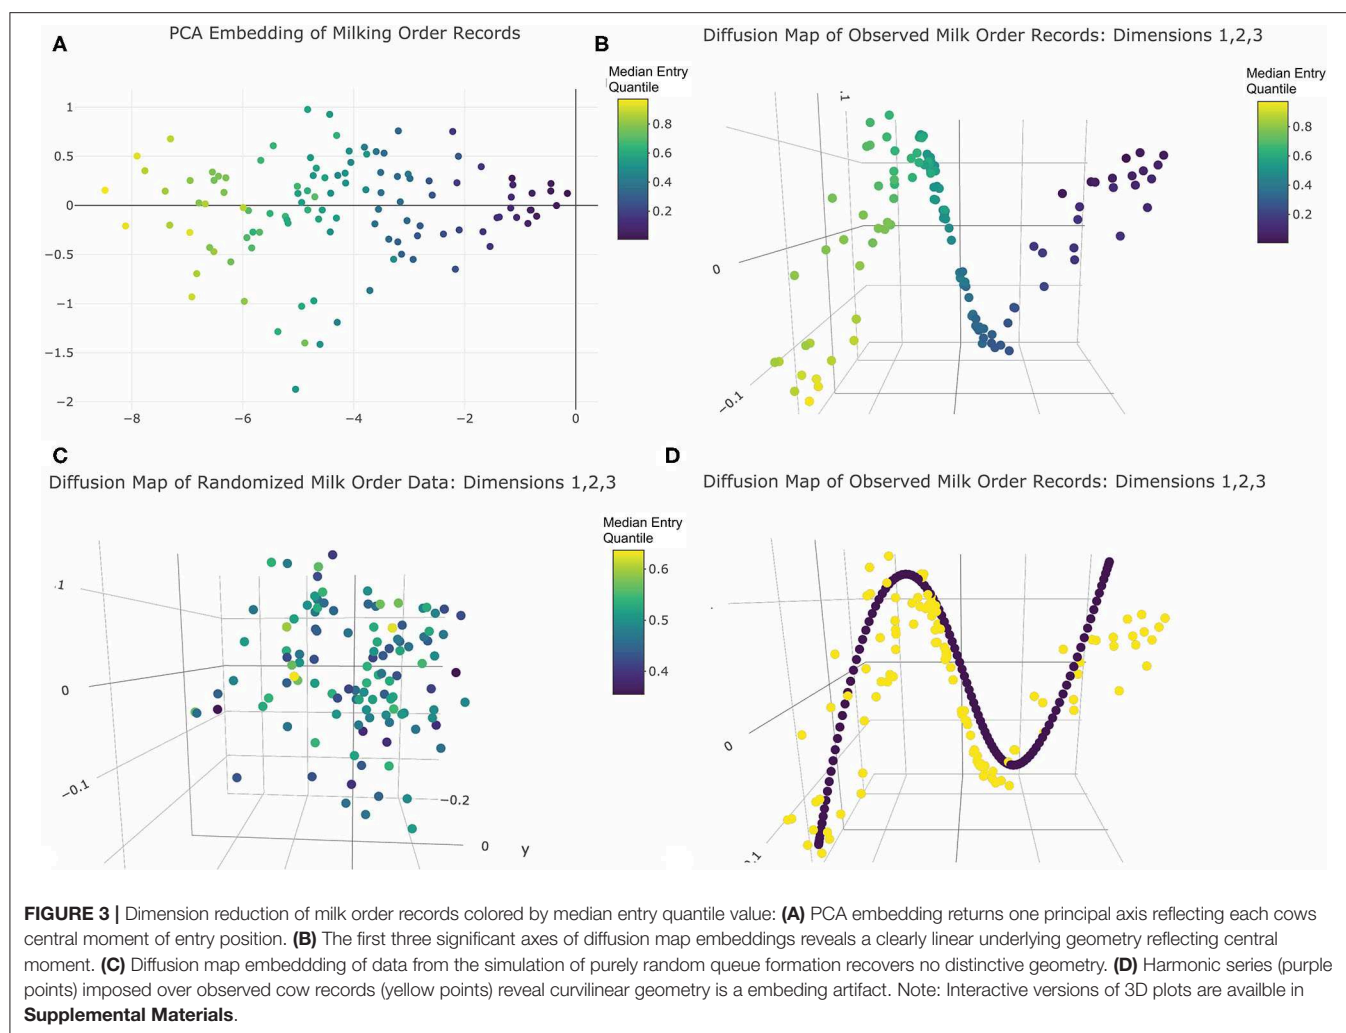 A
PCA Embedding of Milking Order Records
Median Entry
Quantile
0.8
0.6
0.4
0.2
1
0.5
0
−0.5
−1
−1.5
−2
−8
−6
−4
−2
0
B
Diffusion Map of Observed Milk Order Records: Dimensions 1,2,3
Median Entry
Quantile
0.8
0.6
0.4
0.2
.1
0
−0.1
C
Diffusion Map of Randomized Milk Order Data: Dimensions 1,2,3
Median Entry
Quantile
0.6
0.5
0.4
.1
0
−0.1
−0.2
0
y
D
Diffusion Map of Observed Milk Order Records: Dimensions 1,2,3
0
0.1
FIGURE 3 | Dimension reduction of milk order records colored by median entry quantile value: (A) PCA embedding returns one principal axis reflecting each cows
central moment of entry position. (B) The first three significant axes of diffusion map embeddings reveals a clearly linear underlying geometry reflecting central
moment. (C) Diffusion map embeddding of data from the simulation of purely random queue formation recovers no distinctive geometry. (D) Harmonic series (purple
points) imposed over observed cow records (yellow points) reveal curvilinear geometry is a embeding artifact. Note: Interactive versions of 3D plots are availble in
Supplemental Materials.